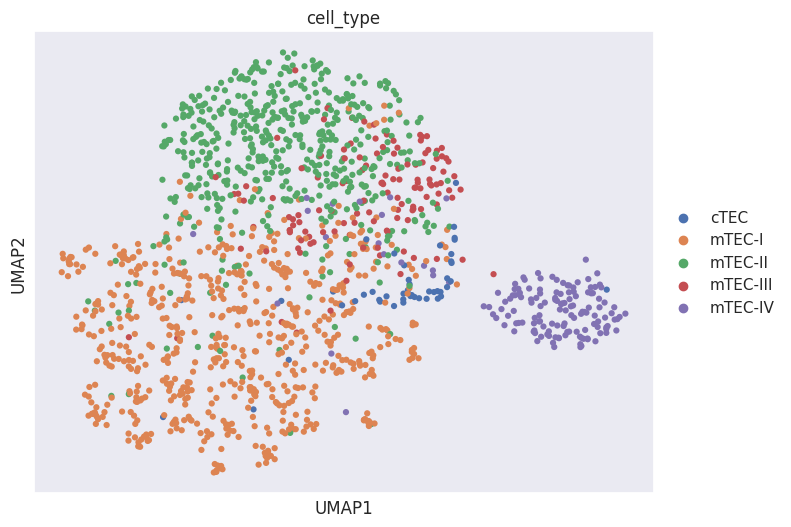 cell_type
UMAP2
UMAP1
cTEC
mTEC-I
mTEC-II
mTEC-III
mTEC-IV